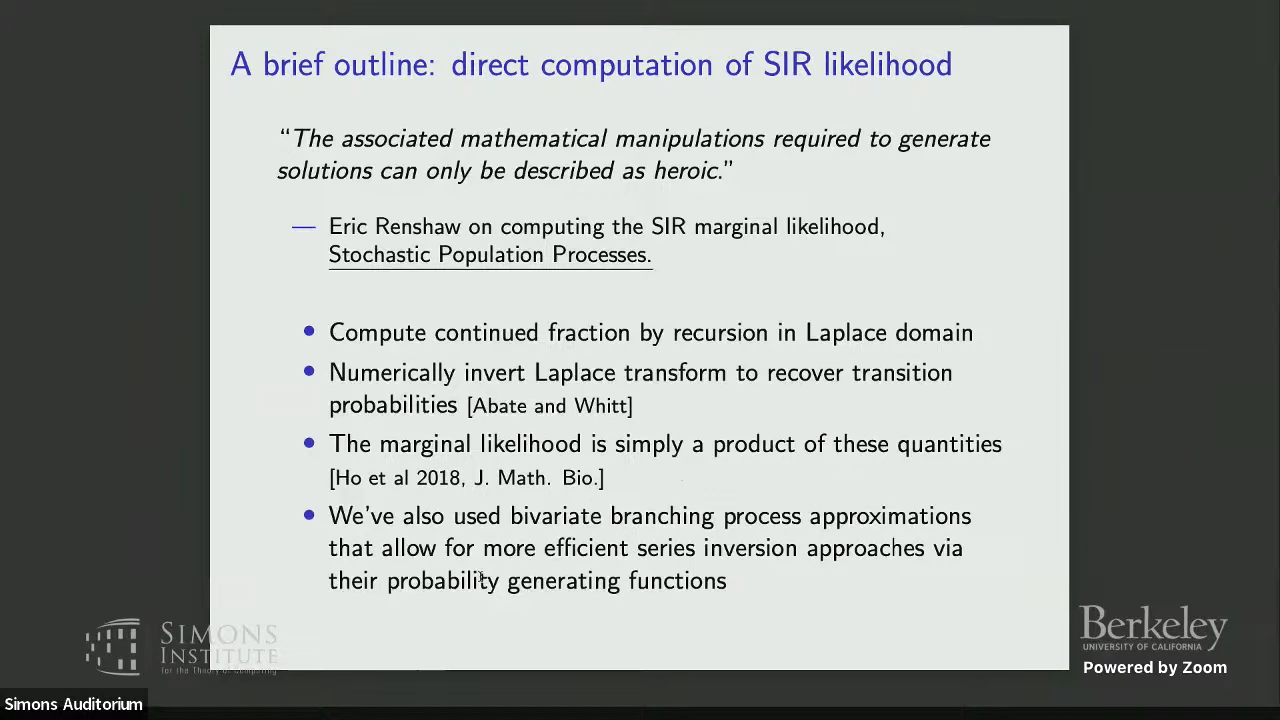 A brief outline: direct computation of SIR likelihood
“The associated mathematical manipulations required to generate
solutions can only be described as heroic.”
— Eric Renshaw on computing the SIR marginal likelihood,
Stochastic Population Processes.
• Compute continued fraction by recursion in Laplace domain
• Numerically invert Laplace transform to recover transition
probabilities [Abate and Whitt]
• The marginal likelihood is simply a product of these quantities
[Ho et al 2018, J. Math. Bio.]
• We've also used bivariate branching process approximations
that allow for more efficient series inversion approaches via
their probability generating functions
SIMONS
INSTITUTE
for the Theory of Computing
Berkeley
UNIVERSITY OF CALIFORNIA
Powered by Zoom
Simons Auditorium